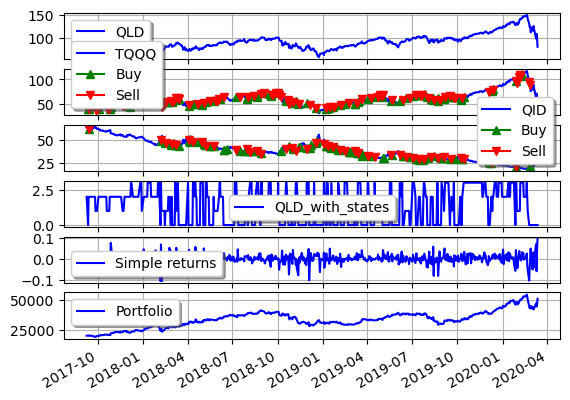 150
100
QLD
TQQQ
Buy
Sell
100
50
QID
Buy
Sell
50
25
2.5
0.0
QLD_with_states
0.1
0.0
−0.1
Simple returns
50000
25000
Portfolio
2017-10
2018-01
2018-04
2018-07
2018-10
2019-01
2019-04
2019-07
2019-10
2020-01
2020-04